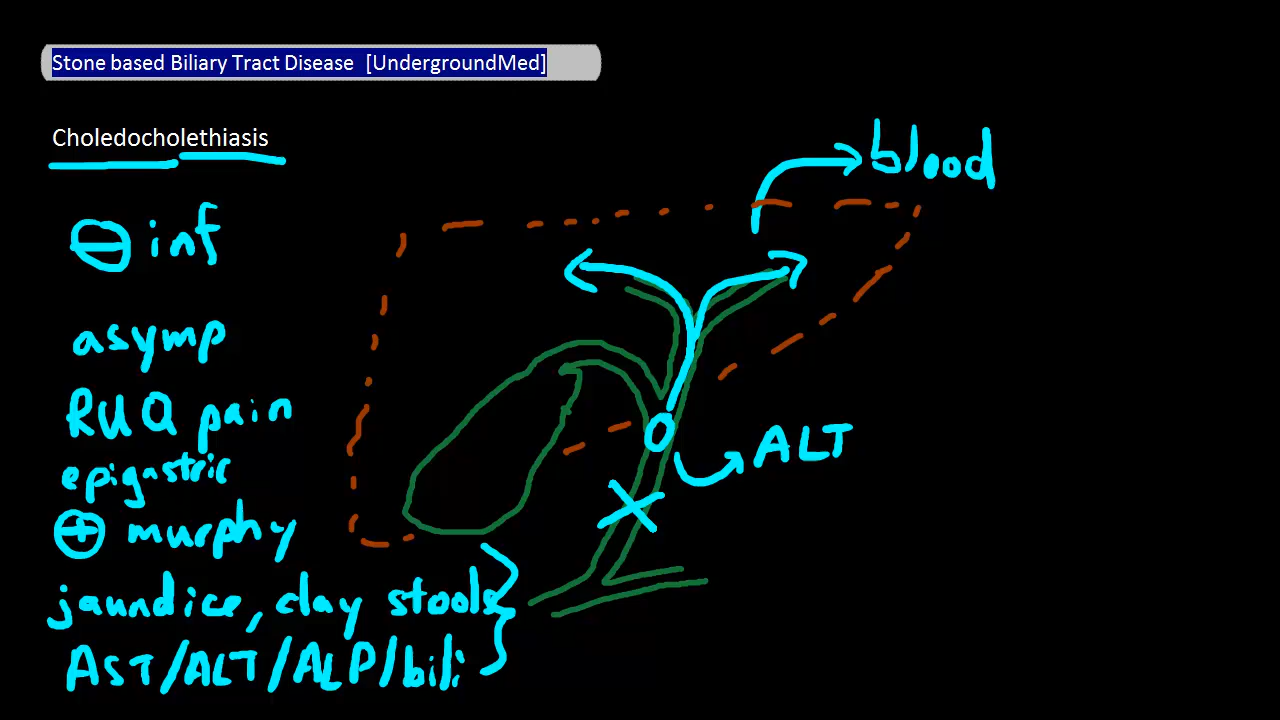 Stone based Biliary Tract Disease [UndergroundMed]
Choledocholethiasis
blood
⊖ inf
asymp
RUQ pain
ALT
epigastric
⊕ murphy
jaundice, clay stools
AST/ALT/ALP/bili